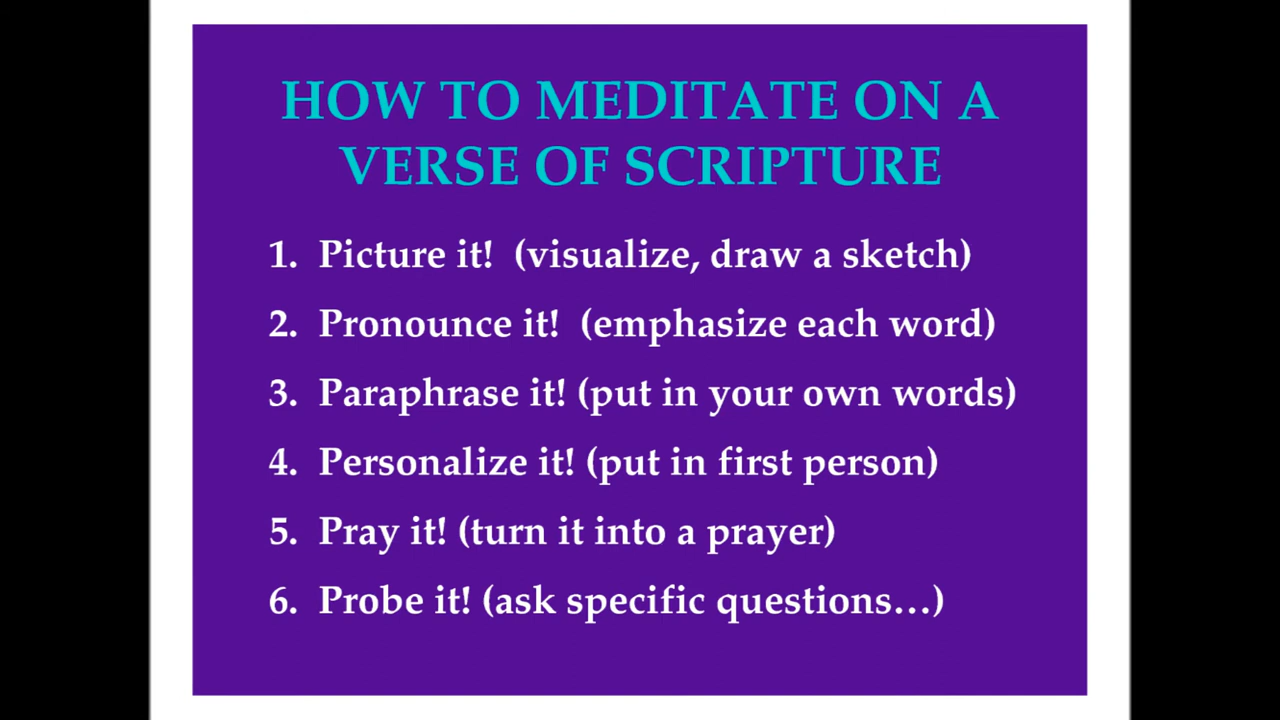 HOW TO MEDITATE ON A
VERSE OF SCRIPTURE
1. Picture it! (visualize, draw a sketch)
2. Pronounce it! (emphasize each word)
3. Paraphrase it! (put in your own words)
4. Personalize it! (put in first person)
5. Pray it! (turn it into a prayer)
6. Probe it! (ask specific questions…)